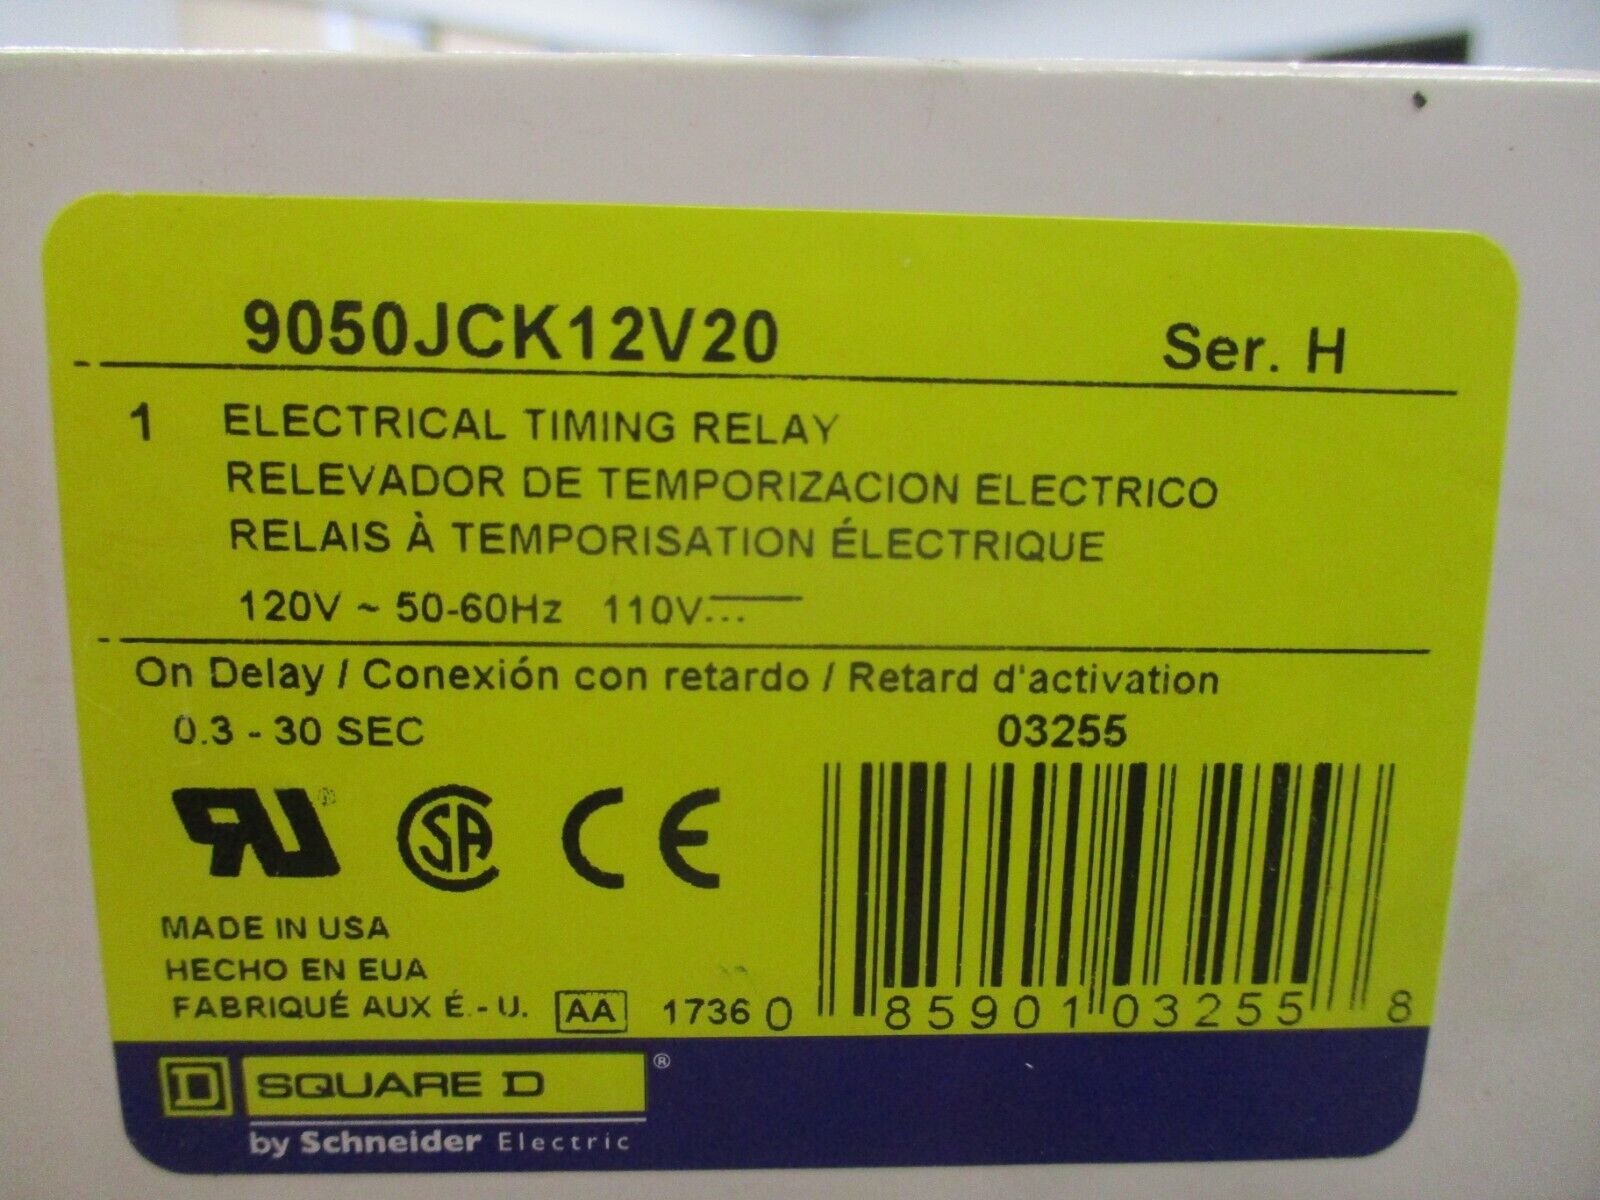 9050JCK12V20 Ser. H
1 ELECTRICAL TIMING RELAY
RELEVADOR DE TEMPORIZACION ELECTRICO
RELAIS À TEMPORISATION ÉLECTRIQUE
120V ~ 50-60Hz 110V
On Delay / Conexión con retardo / Retard d'activation
0.3 - 30 SEC 03255
MADE IN USA
HECHO EN EUA
FABRIQUÉ AUX É.-U. AA 1736
0 85901 03255 8
SQUARE D ®
by Schneider Electric